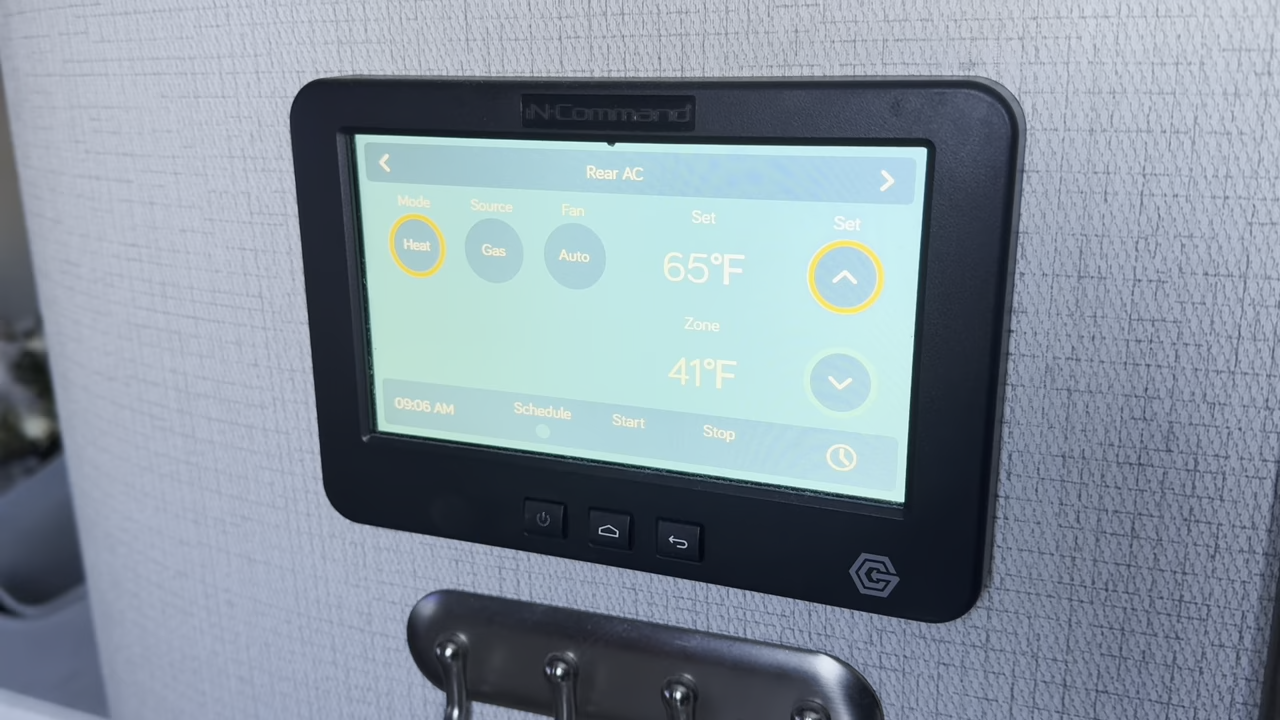 iN·Command
Rear AC
Mode Source Fan Set Set
Heat Gas Auto
65°F
Zone
41°F
09:06 AM Schedule Start Stop